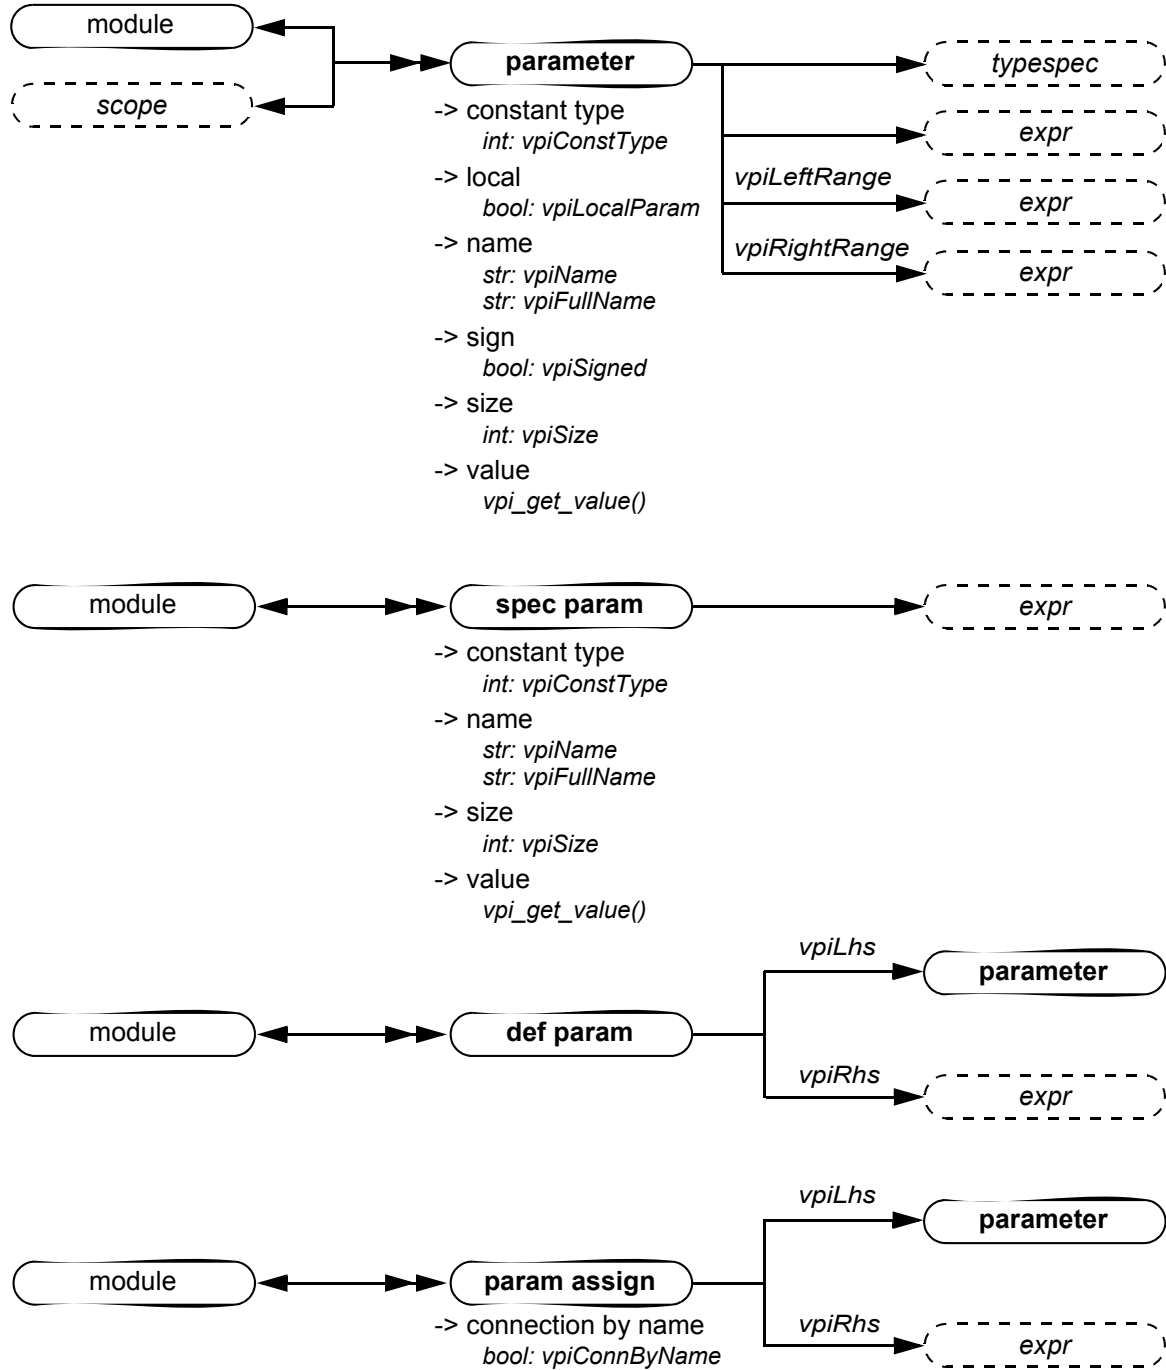 module
parameter
typespec
scope
-> constant type
int: vpiConstType
expr
-> local
bool: vpiLocalParam
vpiLeftRange
expr
-> name
str: vpiName
str: vpiFullName
vpiRightRange
expr
-> sign
bool: vpiSigned
-> size
int: vpiSize
-> value
vpi_get_value()
module
spec param
expr
-> constant type
int: vpiConstType
-> name
str: vpiName
str: vpiFullName
-> size
int: vpiSize
-> value
vpi_get_value()
vpiLhs
parameter
module
def param
vpiRhs
expr
vpiLhs
parameter
module
param assign
-> connection by name
bool: vpiConnByName
vpiRhs
expr